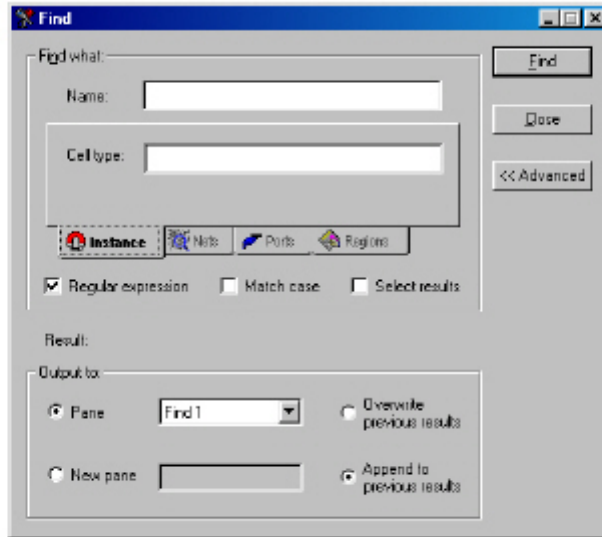 Find
Find what:
Find
Name:
Close
Cell type:
<< Advanced
Instance Nets Ports Regions
Regular expression Match case Select results
Result:
Output to:
Pane Find 1 Overwrite
previous results
New pane Append to
previous results